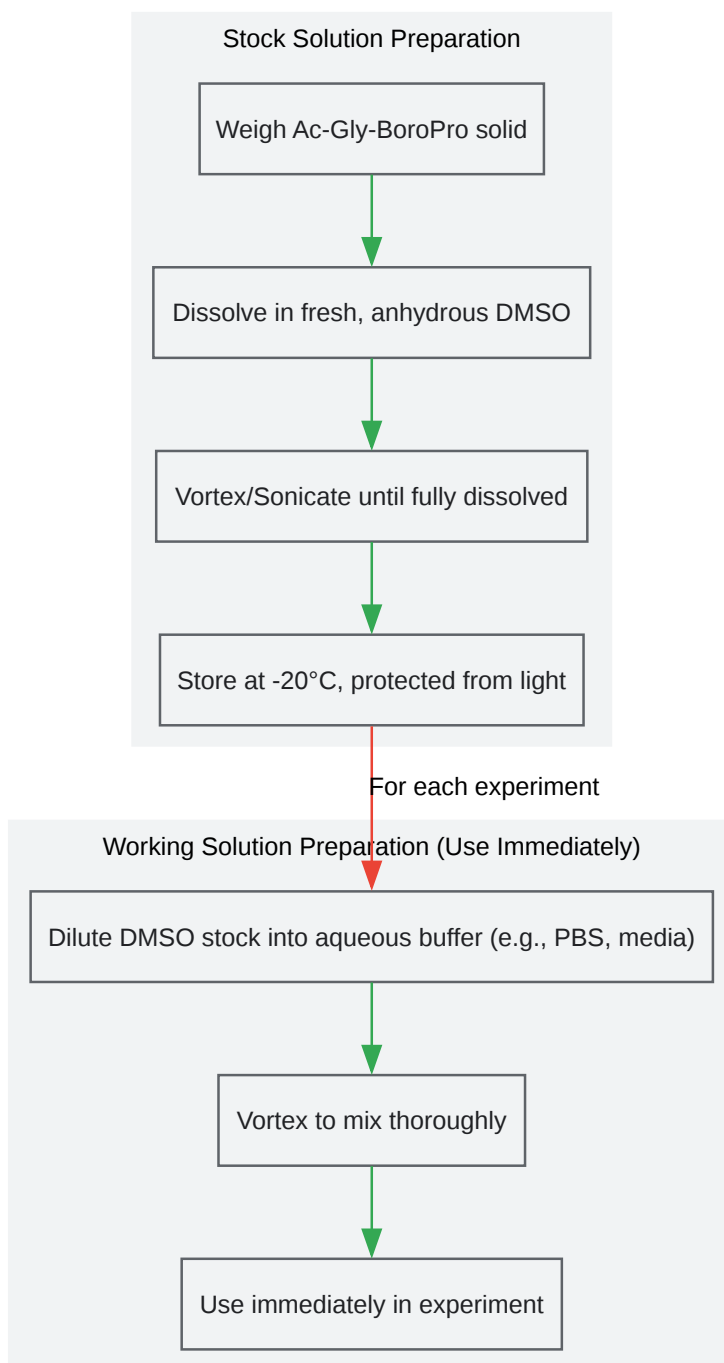 Stock Solution Preparation
Weigh Ac-Gly-BoroPro solid
Dissolve in fresh, anhydrous DMSO
Vortex/Sonicate until fully dissolved
Store at -20°C, protected from light
For each experiment
Working Solution Preparation (Use Immediately)
Dilute DMSO stock into aqueous buffer (e.g., PBS, media)
Vortex to mix thoroughly
Use immediately in experiment